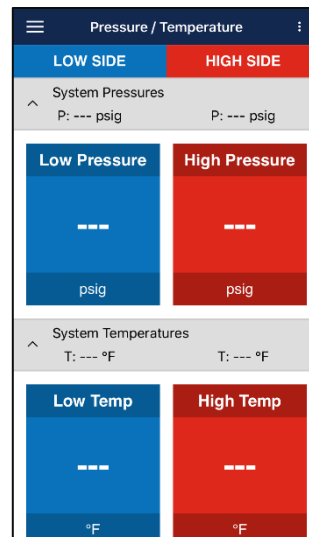 Pressure / Temperature
LOW SIDE HIGH SIDE
System Pressures
P: --- psig P: --- psig
Low Pressure High Pressure
--- ---
psig psig
System Temperatures
T: --- °F T: --- °F
Low Temp High Temp
--- ---
°F °F